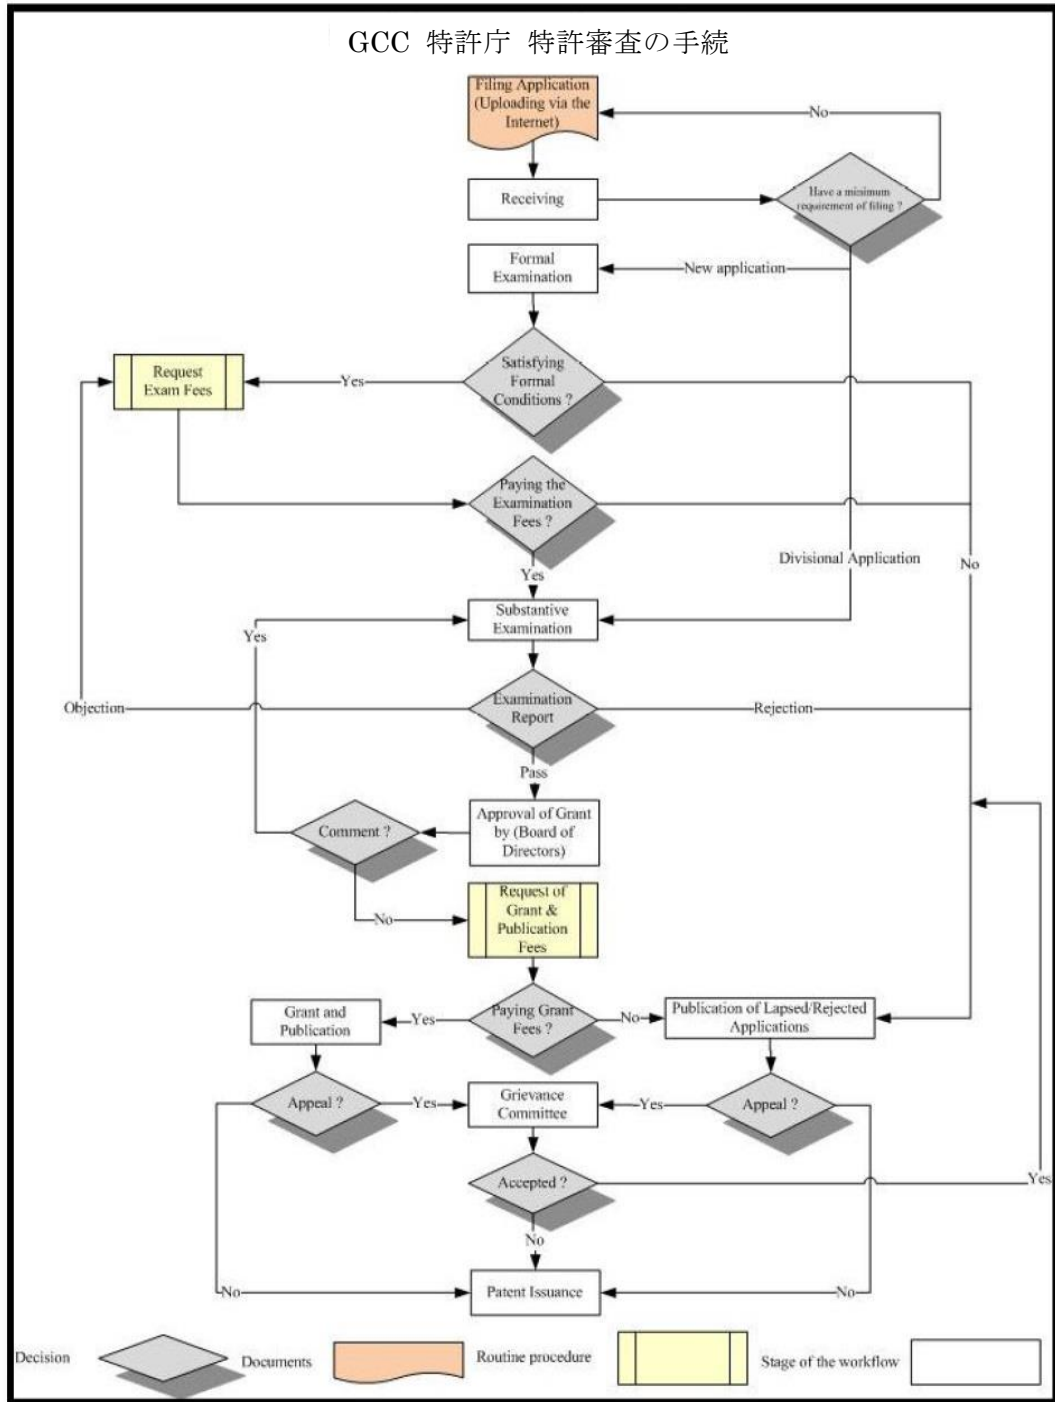 GCC 特許庁 特許審査の手続
Filing Application
(Uploading via the
Internet)
No
Receiving
Have a minimum
requirement of filing ?
Formal
Examination
New application
Satisfying
Formal
Conditions ?
Yes
Request
Exam Fees
Paying the
Examination
Fees ?
Divisional Application
No
Yes
Substantive
Examination
Yes
Objection
Examination
Report
Rejection
Pass
Approval of Grant
by (Board of
Directors)
Comment ?
No
Request of
Grant &
Publication
Fees
Grant and
Publication
Yes
Paying Grant
Fees ?
No
Publication of Lapsed/Rejected
Applications
Appeal ?
Yes
Grievance
Committee
Yes
Appeal ?
Accepted ?
Yes
No
No
Patent Issuance
No
Decision
Documents
Routine procedure
Stage of the workflow